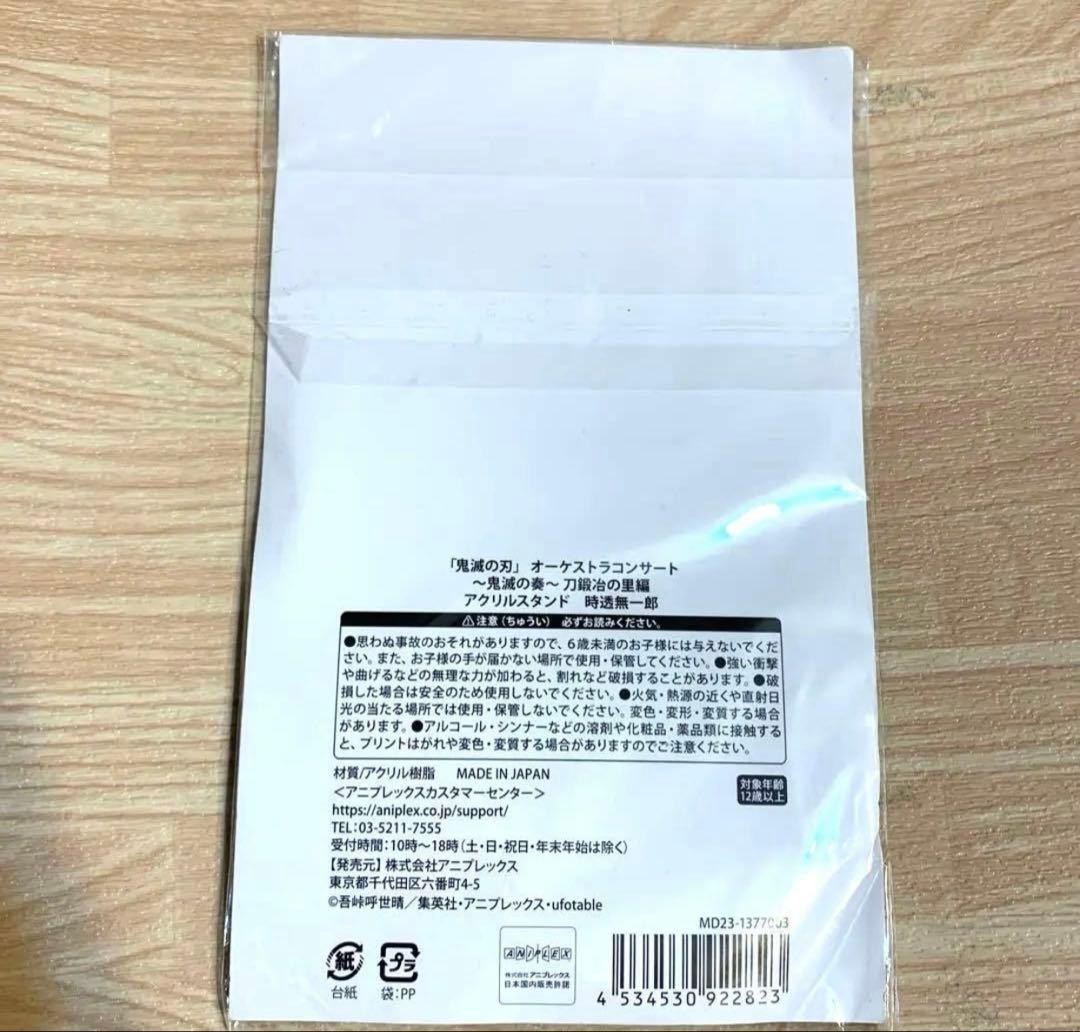 「鬼滅の刃」 オーケストラコンサート
～鬼滅の奏～ 刀鍛冶の里編
アクリルスタンド 時透無一郎
⚠注意（ちゅうい） 必ずお読みください。
●思わぬ事故のおそれがありますので、6歳未満のお子様には与えないでくだ
さい。また、お子様の手が届かない場所で使用・保管してください。●強い衝撃
や曲げるなどの無理な力が加わると、割れなど破損することがあります。●破
損した場合は安全のため使用しないでください。●火気・熱源の近くや直射日
光の当たる場所では使用・保管しないでください。変色・変形・変質する場合
があります。●アルコール・シンナーなどの溶剤や化粧品・薬品類に接触する
と、プリントはがれや変色・変質する場合がありますのでご注意ください。
材質/アクリル樹脂 MADE IN JAPAN
対象年齢
12歳以上
＜アニプレックスカスタマーセンター＞
https://aniplex.co.jp/support/
TEL：03-5211-7555
受付時間：10時～18時（土・日・祝日・年末年始は除く）
【発売元】株式会社アニプレックス
東京都千代田区六番町4-5
©吾峠呼世晴／集英社・アニプレックス・ufotable
紙
台紙
プラ
袋：PP
ANIPLEX
株式会社アニプレックス
日本国内販売許諾
4 534530 922823